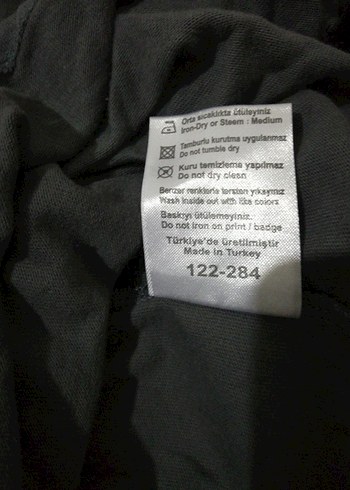 Orta sıcaklıkta ütüleyiniz
Iron-Dry or Steem : Medium
Tamburlu kurutma uygulanmaz
Do not tumble dry
Kuru temizleme yapılmaz
Do not dry clean
Benzer renklerle tersten yıkayınız
Wash inside out with like colors
Baskıyı ütülemeyiniz.
Do not iron on print / badge
Türkiye'de üretilmiştir
Made in Turkey
122-284